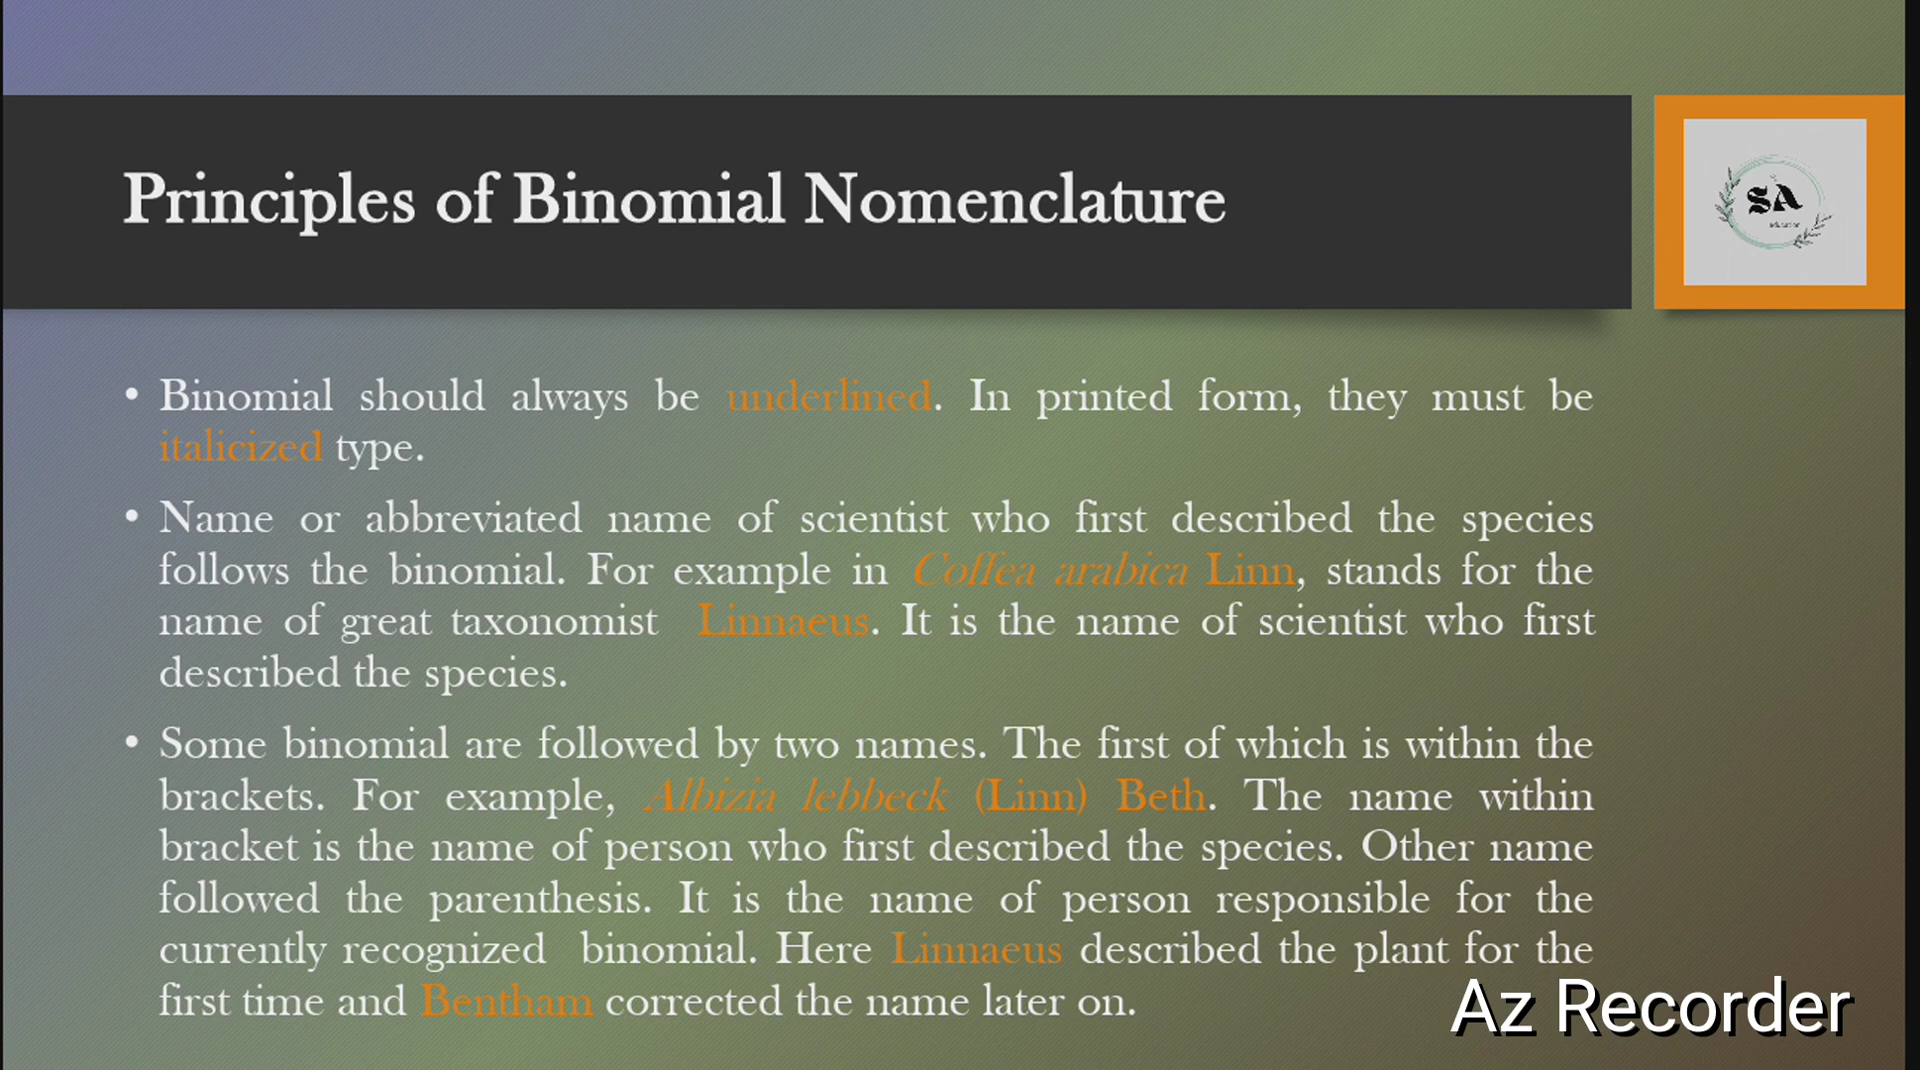 Principles of Binomial Nomenclature
SA
education
• Binomial should always be underlined. In printed form, they must be
italicized type.
• Name or abbreviated name of scientist who first described the species
follows the binomial. For example in Coffea arabica Linn, stands for the
name of great taxonomist Linnaeus. It is the name of scientist who first
described the species.
• Some binomial are followed by two names. The first of which is within the
brackets. For example, Albizia lebbeck (Linn) Beth. The name within
bracket is the name of person who first described the species. Other name
followed the parenthesis. It is the name of person responsible for the
currently recognized binomial. Here Linnaeus described the plant for the
first time and Bentham corrected the name later on.
Az Recorder